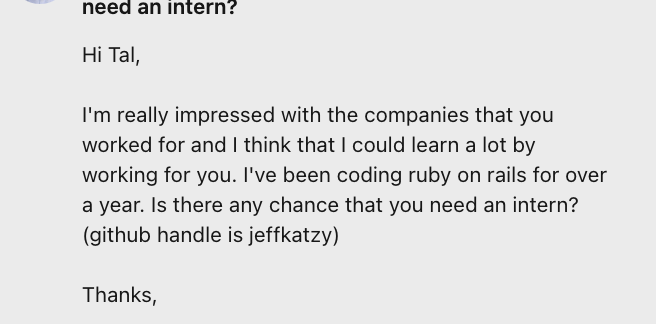 need an intern?
Hi Tal,
I'm really impressed with the companies that you
worked for and I think that I could learn a lot by
working for you. I've been coding ruby on rails for over
a year. Is there any chance that you need an intern?
(github handle is jeffkatzy)
Thanks,